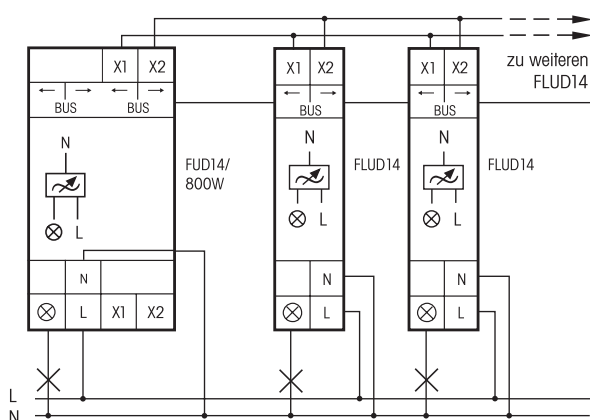 X1 X2 X1 X2 X1 X2
zu weiteren
FLUD14
BUS BUS BUS BUS
N N N
FUD14/
800W
FLUD14 FLUD14
L L L
N N N
L X1 X2 L L
L
N